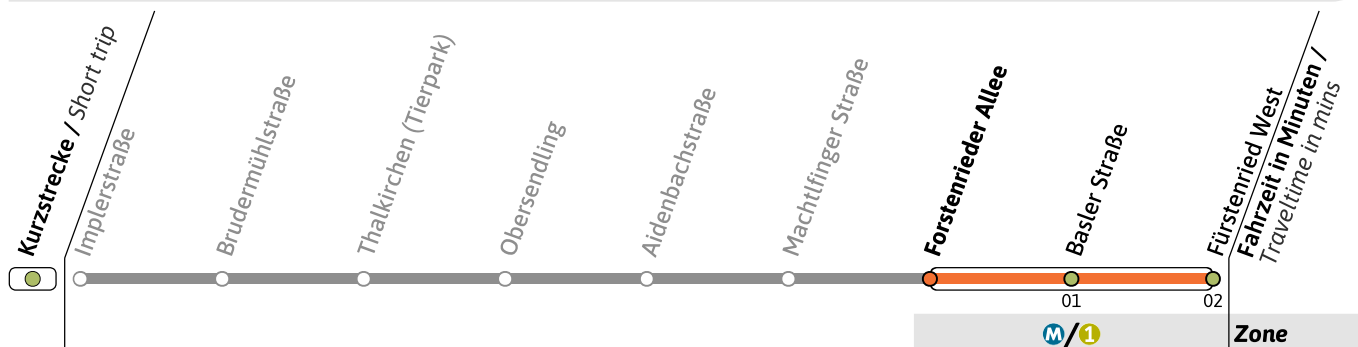 Kurzstrecke / Short trip
Implerstraße
Brudermühlstraße
Thalkirchen (Tierpark)
Obersendling
Aidenbachstraße
Machtlfinger Straße
Forstenrieder Allee
Basler Straße
Fürstenried West
Fahrzeit in Minuten /
Traveltime in mins
01
02
M/1
Zone